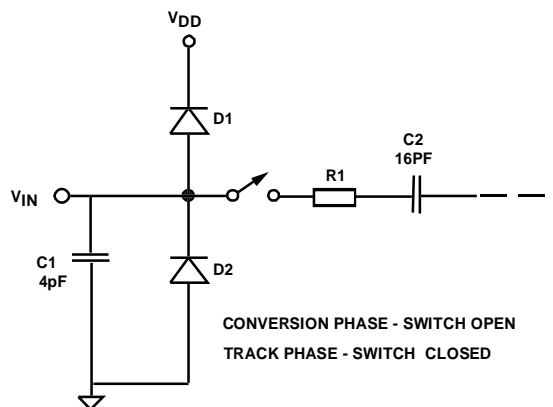 VDD
D1
C2
16PF
R1
VIN
C1
4pF
D2
CONVERSION PHASE - SWITCH OPEN
TRACK PHASE - SWITCH CLOSED